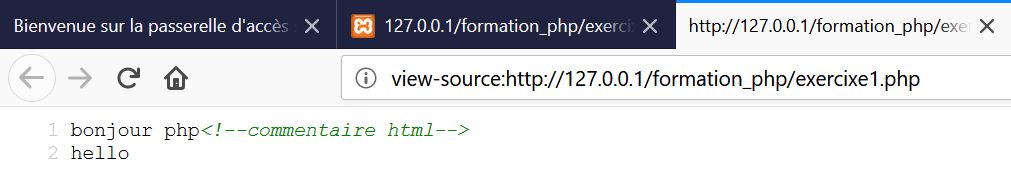 Bienvenue sur la passerelle d'accès
127.0.0.1/formation_php/exerci
http://127.0.0.1/formation_php/exe
view-source:http://127.0.0.1/formation_php/exercixe1.php
1 bonjour php<!--commentaire html-->
2 hello